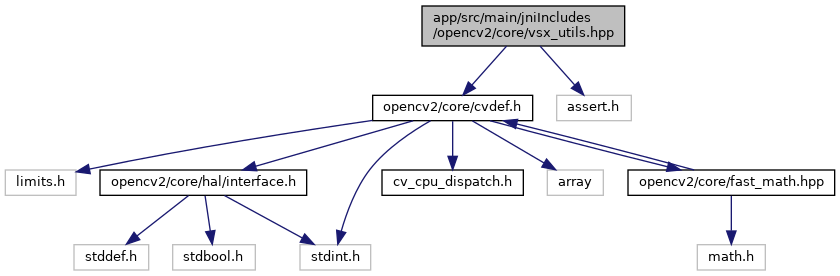 app/src/main/jniIncludes
/opencv2/core/vsx_utils.hpp
opencv2/core/cvdef.h
assert.h
limits.h
opencv2/core/hal/interface.h
cv_cpu_dispatch.h
array
opencv2/core/fast_math.hpp
stddef.h
stdbool.h
stdint.h
math.h